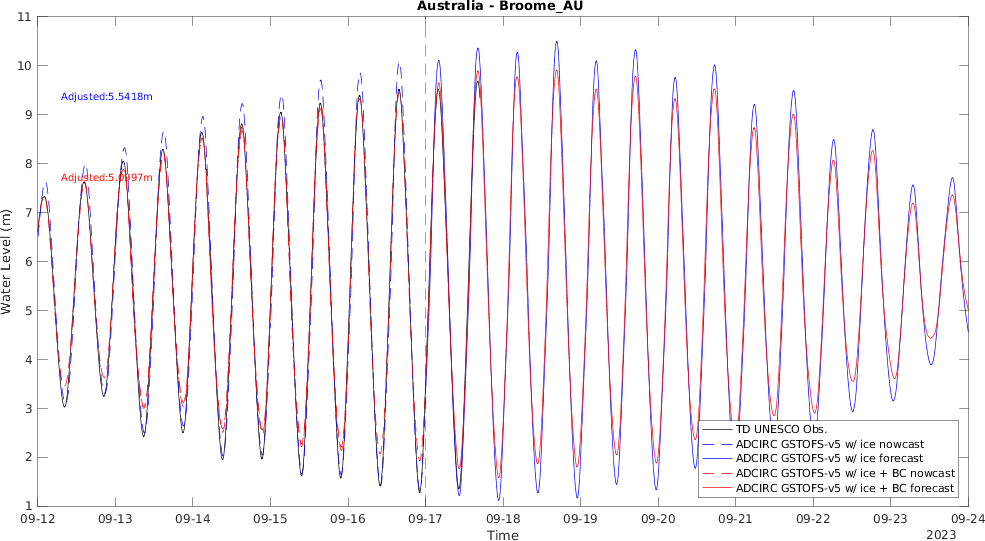 Australia - Broome_AU
11
10
9
8
7
6
5
4
3
2
1
Water Level (m)
Adjusted:5.5418m
Adjusted:5.0997m
TD UNESCO Obs.
ADCIRC GSTOFS-v5 w/ ice nowcast
ADCIRC GSTOFS-v5 w/ ice forecast
ADCIRC GSTOFS-v5 w/ ice + BC nowcast
ADCIRC GSTOFS-v5 w/ ice + BC forecast
09-12 09-13 09-14 09-15 09-16 09-17 09-18 09-19 09-20 09-21 09-22 09-23 09-24
Time
2023